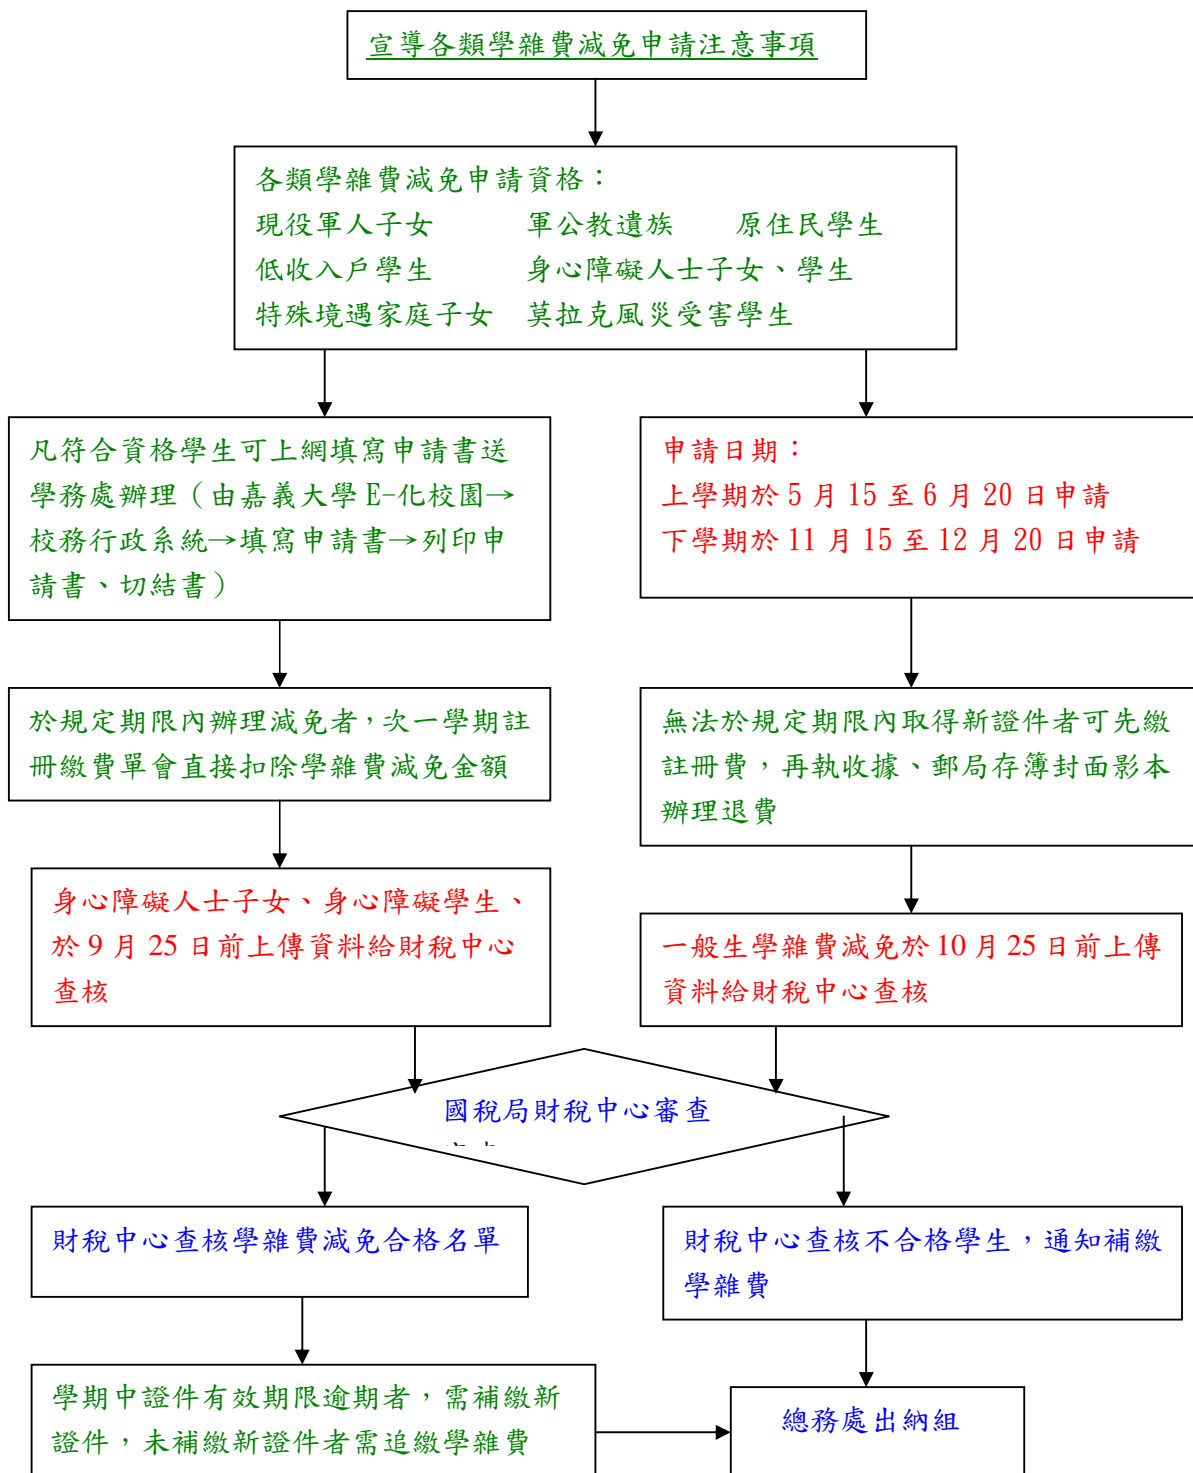 宣導各類學雜費減免申請注意事項
各類學雜費減免申請資格：
現役軍人子女 軍公教遺族 原住民學生
低收入戶學生 身心障礙人士子女、學生
特殊境遇家庭子女 莫拉克風災受害學生
凡符合資格學生可上網填寫申請書送
學務處辦理（由嘉義大學E-化校園→
校務行政系統→填寫申請書→列印申
請書、切結書）
申請日期：
上學期於 5 月 15 至 6 月 20 日申請
下學期於 11 月 15 至 12 月 20 日申請
於規定期限內辦理減免者，次一學期註
冊繳費單會直接扣除學雜費減免金額
無法於規定期限內取得新證件者可先繳
註冊費，再執收據、郵局存簿封面影本
辦理退費
身心障礙人士子女、身心障礙學生、
於 9 月 25 日前上傳資料給財稅中心
查核
一般生學雜費減免於 10 月 25 日前上傳
資料給財稅中心查核
國稅局財稅中心審查
財稅中心查核學雜費減免合格名單
財稅中心查核不合格學生，通知補繳
學雜費
學期中證件有效期限逾期者，需補繳新
證件，未補繳新證件者需追繳學雜費
總務處出納組